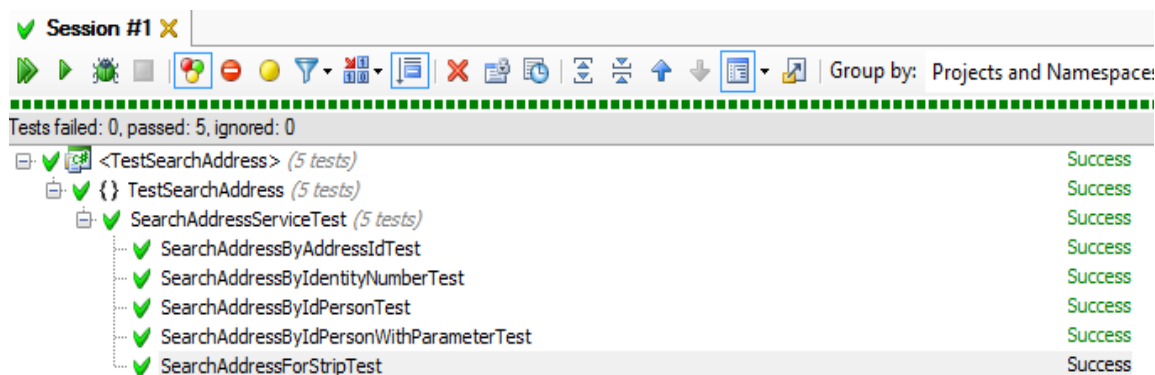 Session #1
Group by: Projects and Namespaces
Tests failed: 0, passed: 5, ignored: 0
<TestSearchAddress> (5 tests) Success
{} TestSearchAddress (5 tests) Success
SearchAddressServiceTest (5 tests) Success
SearchAddressByAddressIdTest Success
SearchAddressByIdentityNumberTest Success
SearchAddressByIdPersonTest Success
SearchAddressByIdPersonWithParameterTest Success
SearchAddressForStripTest Success